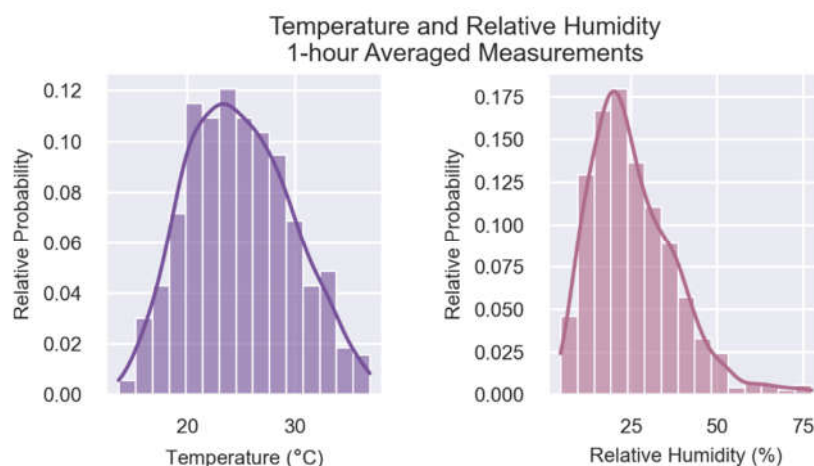 Temperature and Relative Humidity
1-hour Averaged Measurements
0.12
0.10
0.08
0.06
0.04
0.02
0.00
Relative Probability
20 30
Temperature (°C)
0.175
0.150
0.125
0.100
0.075
0.050
0.025
0.000
Relative Probability
25 50 75
Relative Humidity (%)